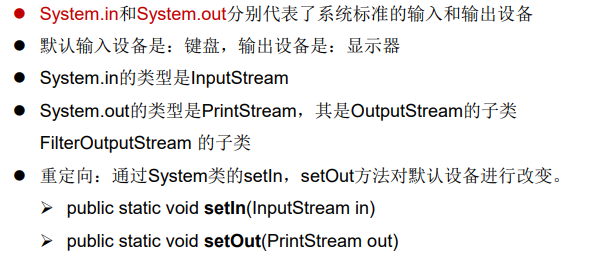 System.in和System.out分别代表了系统标准的输入和输出设备
默认输入设备是：键盘，输出设备是：显示器
System.in的类型是InputStream
System.out的类型是PrintStream，其是OutputStream的子类
FilterOutputStream 的子类
重定向：通过System类的setIn，setOut方法对默认设备进行改变。
public static void setIn(InputStream in)
public static void setOut(PrintStream out)